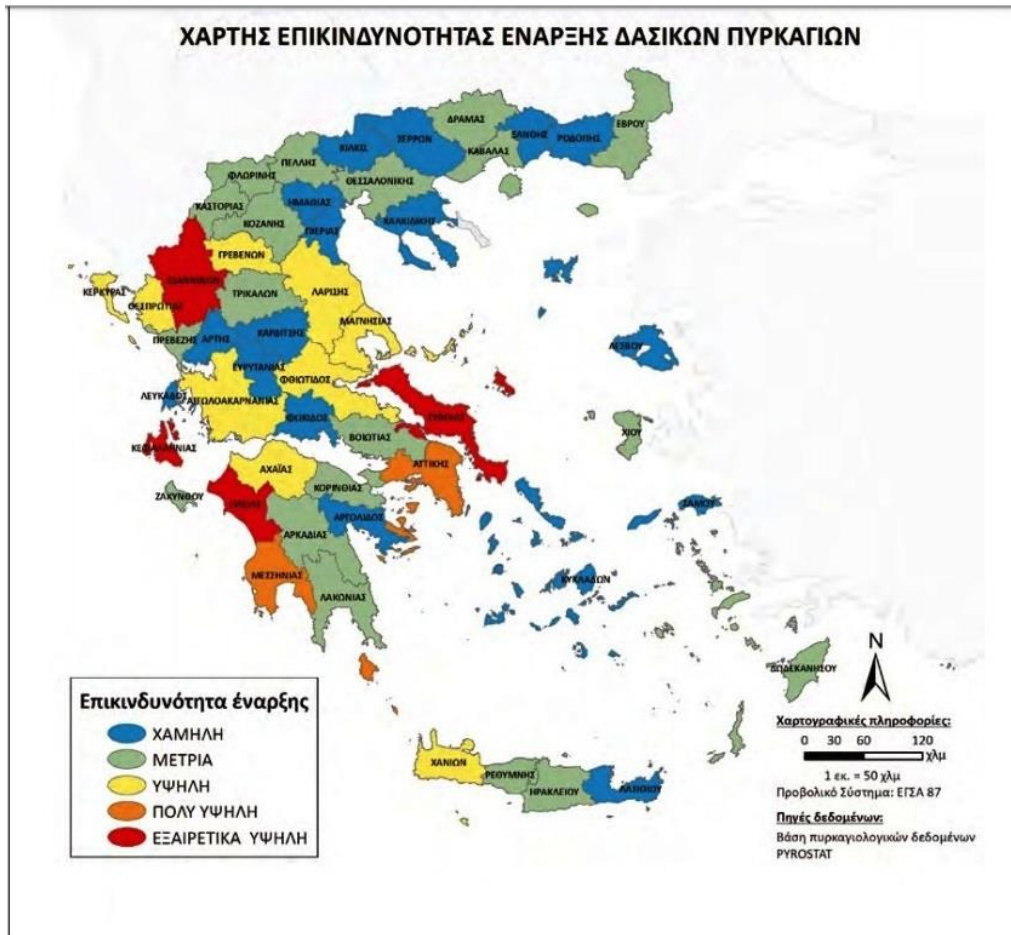 ΧΑΡΤΗΣ ΕΠΙΚΙΝΔΥΝΟΤΗΤΑΣ ΕΝΑΡΞΗΣ ΔΑΣΙΚΩΝ ΠΥΡΚΑΓΙΩΝ
ΔΡΑΜΑΣ
ΕΒΡΟΥ
ΞΑΝΘΗΣ
ΡΟΔΟΠΗΣ
ΣΕΡΡΩΝ
ΚΙΛΚΙΣ
ΚΑΒΑΛΑΣ
ΠΕΛΛΗΣ
ΦΛΩΡΙΝΗΣ
ΘΕΣΣΑΛΟΝΙΚΗΣ
ΗΜΑΘΙΑΣ
ΚΑΣΤΟΡΙΑΣ
ΚΟΖΑΝΗΣ
ΧΑΛΚΙΔΙΚΗΣ
ΠΙΕΡΙΑΣ
ΓΡΕΒΕΝΩΝ
ΙΩΑΝΝΙΝΩΝ
ΚΕΡΚΥΡΑΣ
ΘΕΣΠΡΩΤΙΑΣ
ΤΡΙΚΑΛΩΝ
ΛΑΡΙΣΗΣ
ΜΑΓΝΗΣΙΑΣ
ΠΡΕΒΕΖΗΣ
ΑΡΤΗΣ
ΚΑΡΔΙΤΣΗΣ
ΛΕΣΒΟΥ
ΕΥΡΥΤΑΝΙΑΣ
ΦΘΙΩΤΙΔΟΣ
ΛΕΥΚΑΔΟΣ
ΑΙΤΩΛΟΑΚΑΡΝΑΝΙΑΣ
ΦΩΚΙΔΟΣ
ΕΥΒΟΙΑΣ
ΒΟΙΩΤΙΑΣ
ΧΙΟΥ
ΚΕΦΑΛΛΗΝΙΑΣ
ΑΤΤΙΚΗΣ
ΑΧΑΪΑΣ
ΚΟΡΙΝΘΙΑΣ
ΖΑΚΥΝΘΟΥ
ΗΛΕΙΑΣ
ΑΡΓΟΛΙΔΟΣ
ΣΑΜΟΥ
ΑΡΚΑΔΙΑΣ
ΜΕΣΣΗΝΙΑΣ
ΚΥΚΛΑΔΩΝ
ΛΑΚΩΝΙΑΣ
ΔΩΔΕΚΑΝΗΣΟΥ
ΧΑΝΙΩΝ
ΡΕΘΥΜΝΗΣ
ΗΡΑΚΛΕΙΟΥ
ΛΑΣΙΘΙΟΥ
Επικινδυνότητα έναρξης
ΧΑΜΗΛΗ
ΜΕΤΡΙΑ
ΥΨΗΛΗ
ΠΟΛΥ ΥΨΗΛΗ
ΕΞΑΙΡΕΤΙΚΑ ΥΨΗΛΗ
N
Χαρτογραφικές πληροφορίες:
0 30 60 120
χλμ
1 εκ. = 50 χλμ
Προβολικό Σύστημα: ΕΓΣΑ 87
Πηγές δεδομένων:
Βάση πυρκαγιολογικών δεδομένων
PYROSTAT